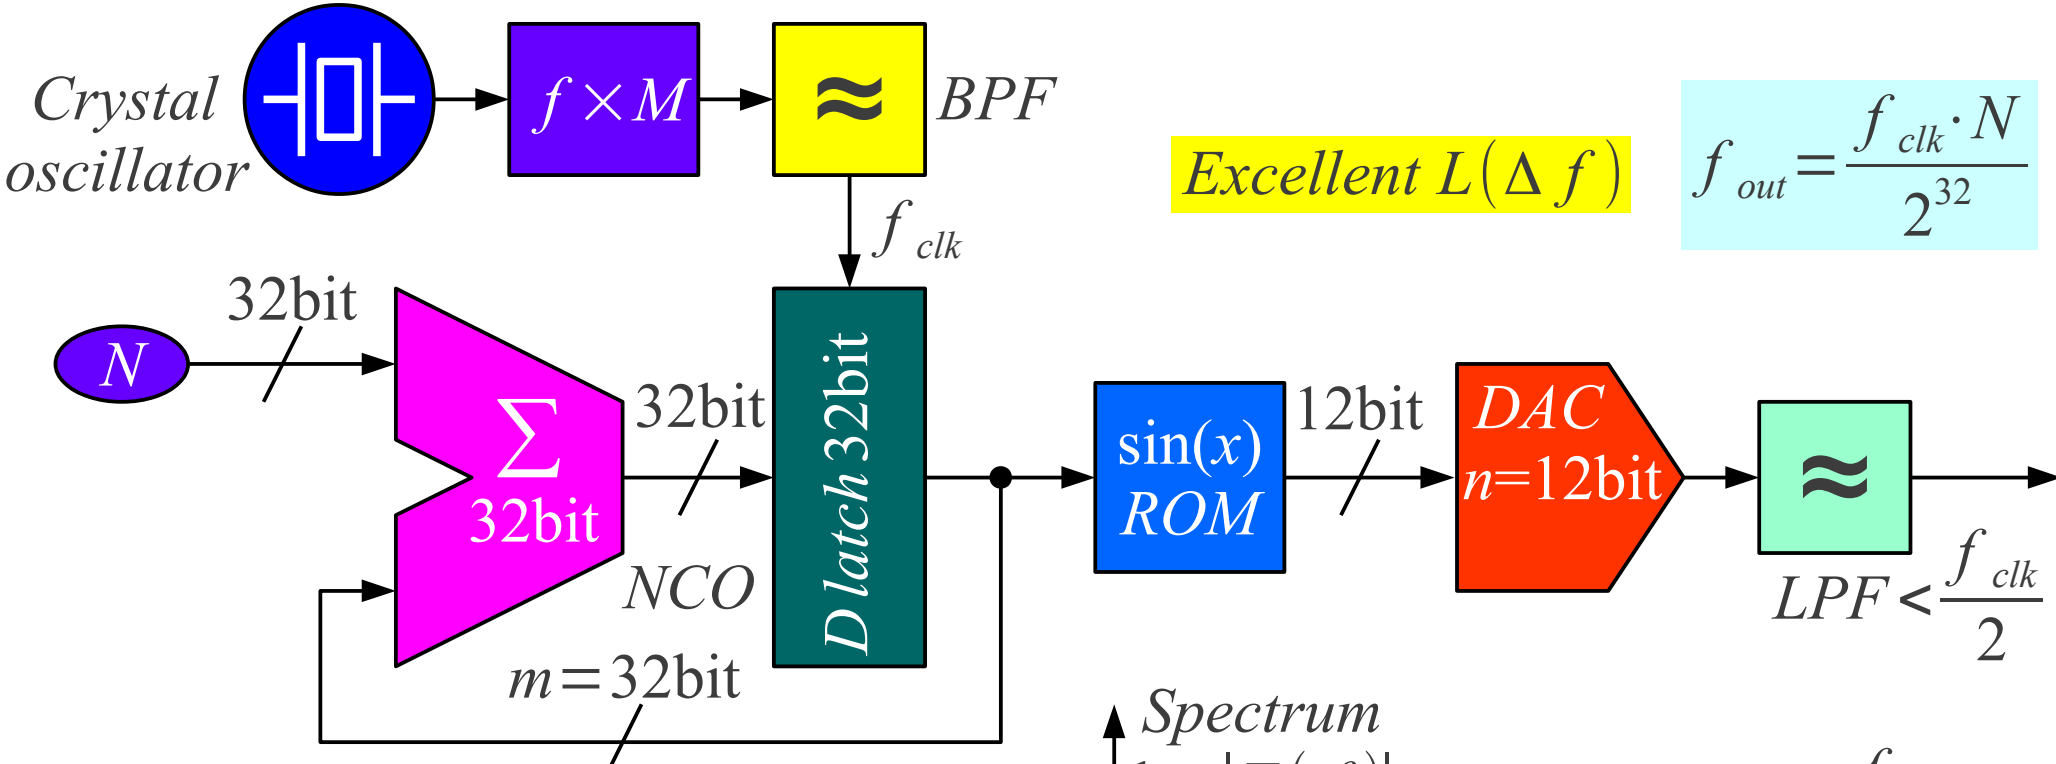 Crystal
oscillator
f × M
BPF
Excellent L(Δ f)
f out = f clk · N / 2^32
f clk
N
32bit
Σ
32bit
32bit
NCO
D latch 32bit
sin(x)
ROM
12bit
DAC
n=12bit
LPF < f clk / 2
m=32bit
Spectrum